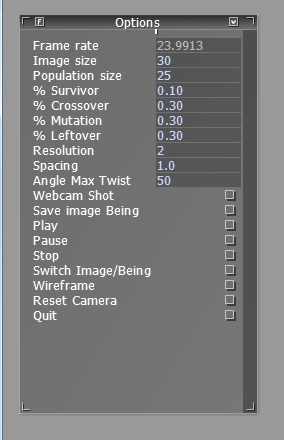 F Options
Frame rate 23.9913
Image size 30
Population size 25
% Survivor 0.10
% Crossover 0.30
% Mutation 0.30
% Leftover 0.30
Resolution 2
Spacing 1.0
Angle Max Twist 50
Webcam Shot
Save image Being
Play
Pause
Stop
Switch Image/Being
Wireframe
Reset Camera
Quit